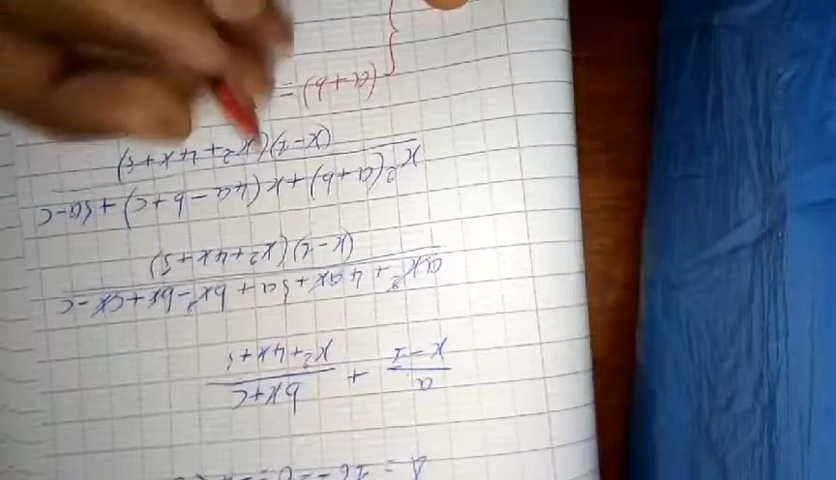 a/(x-1) + (bx+c)/(x²+4x+5)
ax² + 4ax + 5a + bx² - bx + cx - c
(x-1)(x²+4x+5)
x²(a+b) + x(4a-b+c) + 5a-c
(x-1)(x²+4x+5)
{ (a+b) =